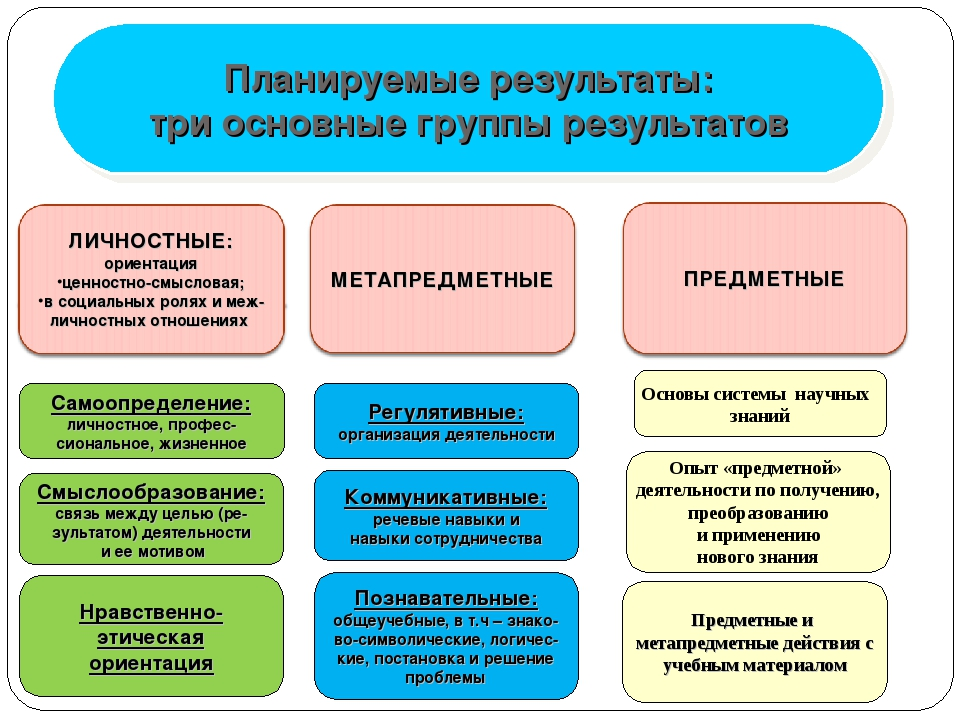 Планируемые результаты:
три основные группы результатов
ЛИЧНОСТНЫЕ:
ориентация
•ценностно-смысловая;
•в социальных ролях и меж-
личностных отношениях
МЕТАПРЕДМЕТНЫЕ
ПРЕДМЕТНЫЕ
Самоопределение:
личностное, профес-
сиональное, жизненное
Смыслообразование:
связь между целью (ре-
зультатом) деятельности
и ее мотивом
Нравственно-
этическая
ориентация
Регулятивные:
организация деятельности
Коммуникативные:
речевые навыки и
навыки сотрудничества
Познавательные:
общеучебные, в т.ч – знако-
во-символические, логичес-
кие, постановка и решение
проблемы
Основы системы научных
знаний
Опыт «предметной»
деятельности по получению,
преобразованию
и применению
нового знания
Предметные и
метапредметные действия с
учебным материалом